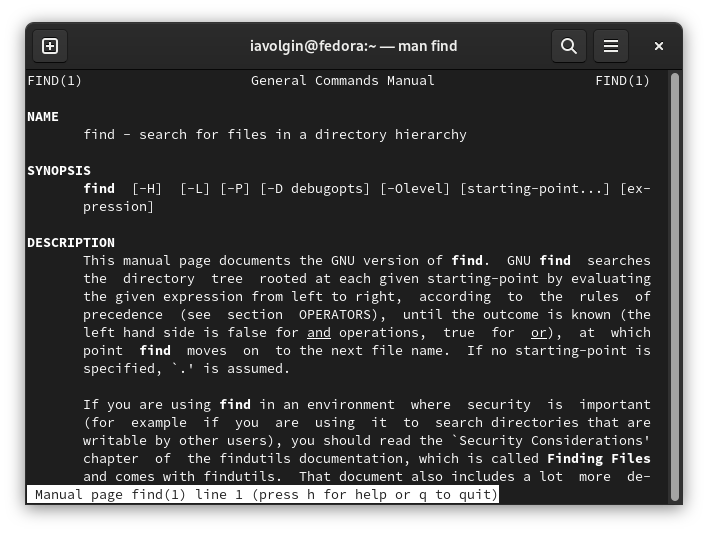 iavolgin@fedora:~ — man find
FIND(1)                     General Commands Manual                    FIND(1)
NAME
find - search for files in a directory hierarchy
SYNOPSIS
find  [-H]  [-L] [-P] [-D debugopts] [-Olevel] [starting-point...] [ex-
pression]
DESCRIPTION
This manual page documents the GNU version of find.  GNU find  searches
the  directory  tree  rooted at each given starting-point by evaluating
the given expression from left to right,  according  to  the  rules  of
precedence  (see  section  OPERATORS),  until the outcome is known (the
left hand side is false for and operations,  true  for  or),  at  which
point  find  moves  on  to the next file name.  If no starting-point is
specified, `.' is assumed.
If you are using find in an environment  where  security  is  important
(for  example  if  you  are  using  it  to  search directories that are
writable by other users), you should read the `Security Considerations'
chapter  of  the findutils documentation, which is called Finding Files
and comes with findutils.  That document also includes a lot  more  de-
Manual page find(1) line 1 (press h for help or q to quit)